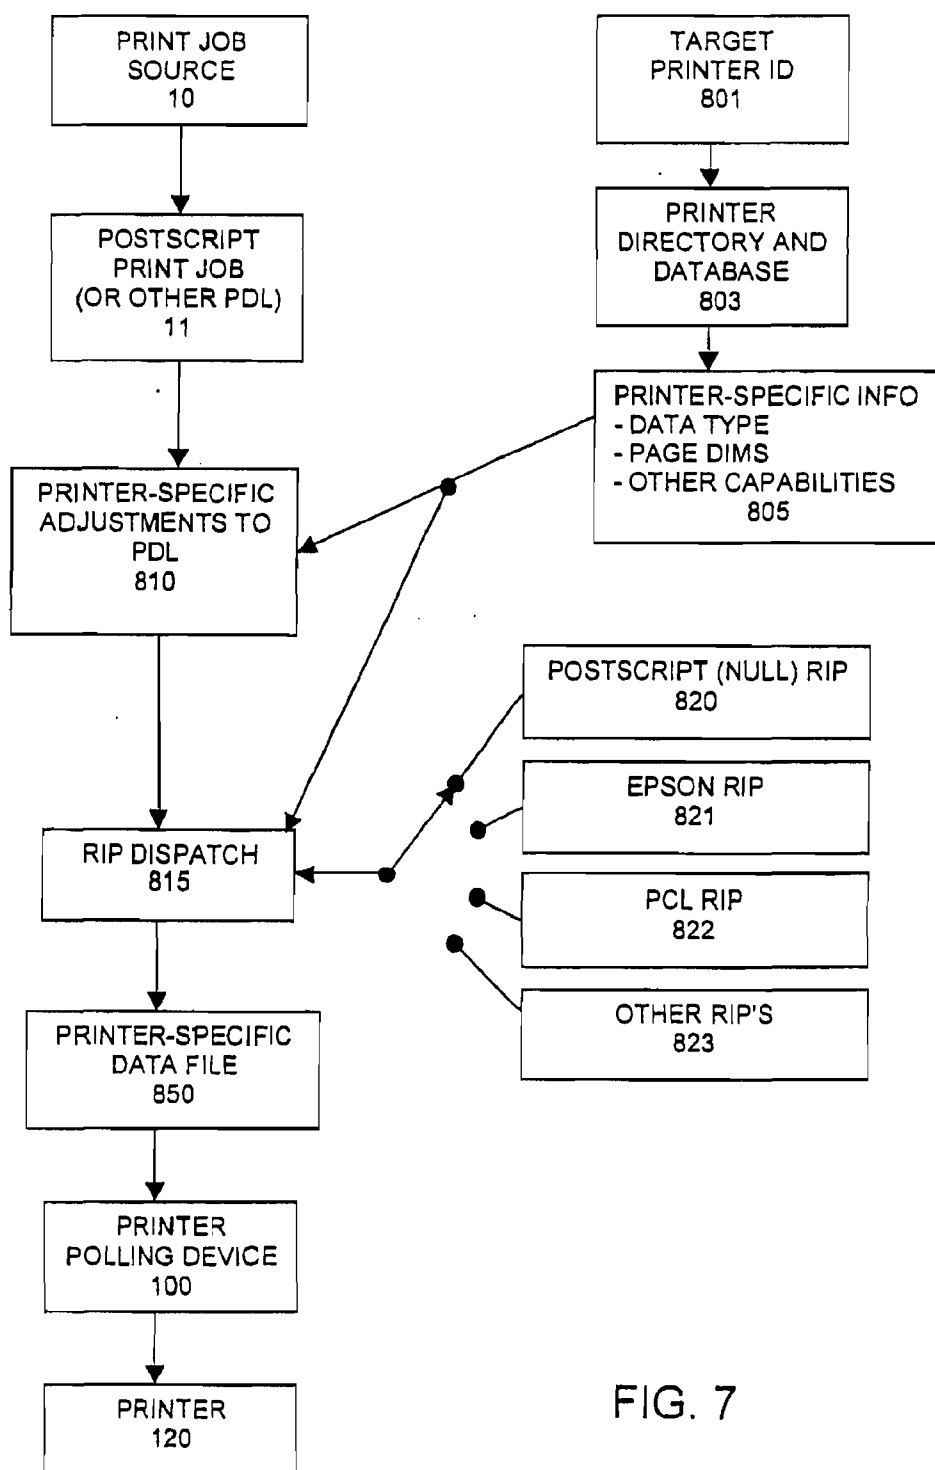 PRINT JOB
SOURCE
10
TARGET
PRINTER ID
801
POSTSCRIPT
PRINT JOB
(OR OTHER PDL)
11
PRINTER
DIRECTORY AND
DATABASE
803
PRINTER-SPECIFIC INFO
- DATA TYPE
- PAGE DIMS
- OTHER CAPABILITIES
805
PRINTER-SPECIFIC
ADJUSTMENTS TO
PDL
810
POSTSCRIPT (NULL) RIP
820
EPSON RIP
821
PCL RIP
822
OTHER RIP'S
823
RIP DISPATCH
815
PRINTER-SPECIFIC
DATA FILE
850
PRINTER
POLLING DEVICE
100
PRINTER
120
FIG. 7